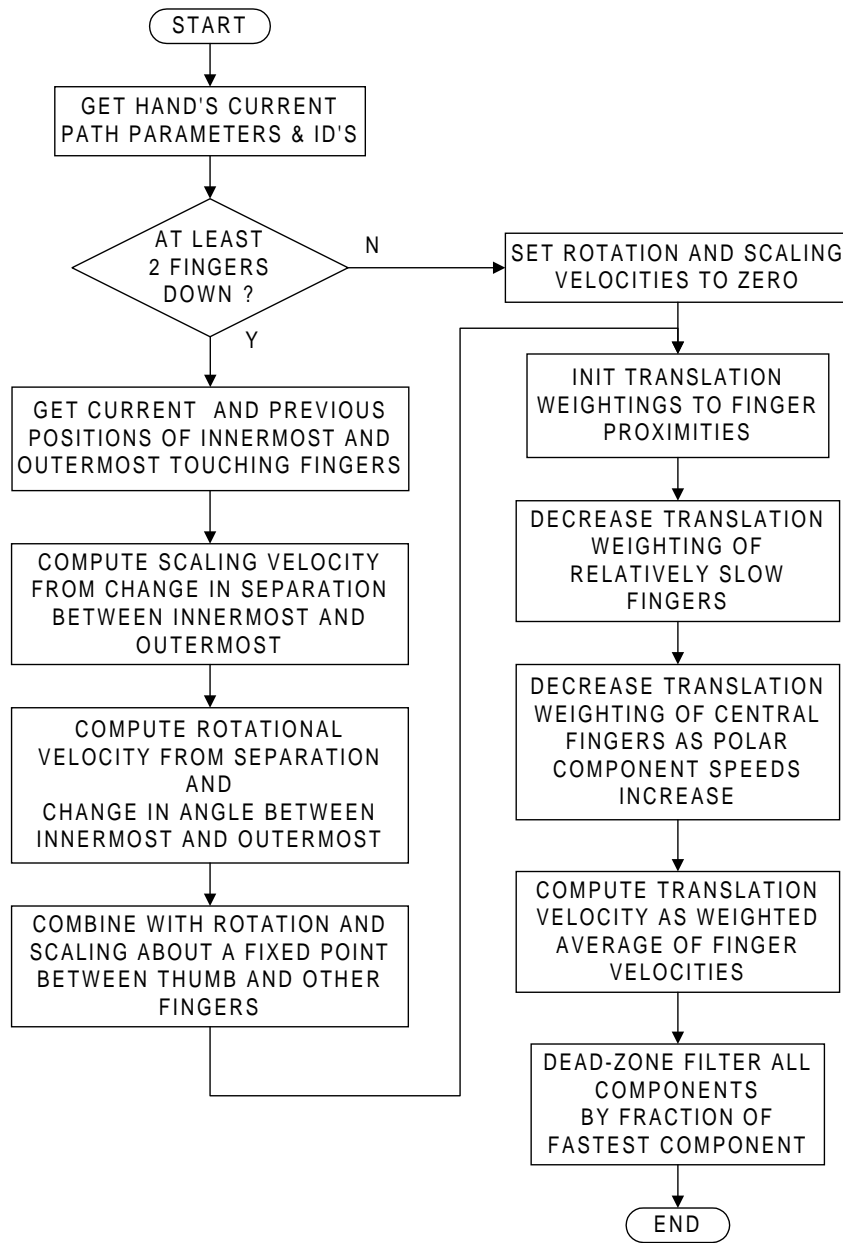 START
GET HAND'S CURRENT
PATH PARAMETERS & ID'S
AT LEAST
2 FINGERS
DOWN ?
N
Y
GET CURRENT AND PREVIOUS
POSITIONS OF INNERMOST AND
OUTERMOST TOUCHING FINGERS
COMPUTE SCALING VELOCITY
FROM CHANGE IN SEPARATION
BETWEEN INNERMOST AND
OUTERMOST
COMPUTE ROTATIONAL
VELOCITY FROM SEPARATION
AND
CHANGE IN ANGLE BETWEEN
INNERMOST AND OUTERMOST
COMBINE WITH ROTATION AND
SCALING ABOUT A FIXED POINT
BETWEEN THUMB AND OTHER
FINGERS
SET ROTATION AND SCALING
VELOCITIES TO ZERO
INIT TRANSLATION
WEIGHTINGS TO FINGER
PROXIMITIES
DECREASE TRANSLATION
WEIGHTING OF
RELATIVELY SLOW
FINGERS
DECREASE TRANSLATION
WEIGHTING OF CENTRAL
FINGERS AS POLAR
COMPONENT SPEEDS
INCREASE
COMPUTE TRANSLATION
VELOCITY AS WEIGHTED
AVERAGE OF FINGER
VELOCITIES
DEAD-ZONE FILTER ALL
COMPONENTS
BY FRACTION OF
FASTEST COMPONENT
END